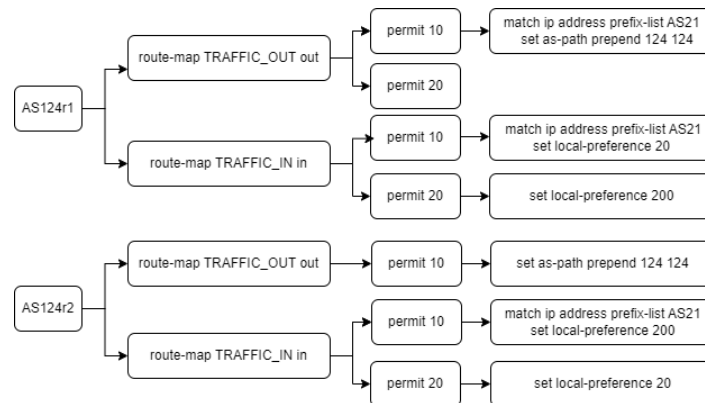 AS124r1
route-map TRAFFIC_OUT out
permit 10
match ip address prefix-list AS21
set as-path prepend 124 124
permit 20
route-map TRAFFIC_IN in
permit 10
match ip address prefix-list AS21
set local-preference 20
permit 20
set local-preference 200
AS124r2
route-map TRAFFIC_OUT out
permit 10
set as-path prepend 124 124
route-map TRAFFIC_IN in
permit 10
match ip address prefix-list AS21
set local-preference 200
permit 20
set local-preference 20